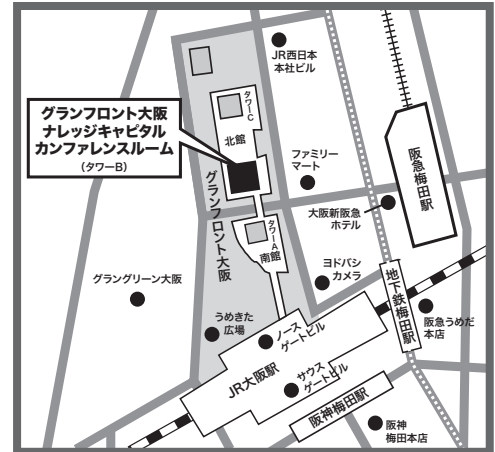 JR西日本
本社ビル
タワーC
北館
グランフロント大阪
ナレッジキャピタル
カンファレンスルーム
(タワーB)
ファミリー
マート
阪急梅田駅
大阪新阪急
ホテル
グランフロント大阪
タワーA
南館
ヨドバシ
カメラ
地下鉄梅田駅
グラングリーン大阪
うめきた
広場
ノース
ゲートビル
阪急うめだ
本店
JR大阪駅
サウス
ゲートビル
阪神梅田駅
阪神
梅田本店